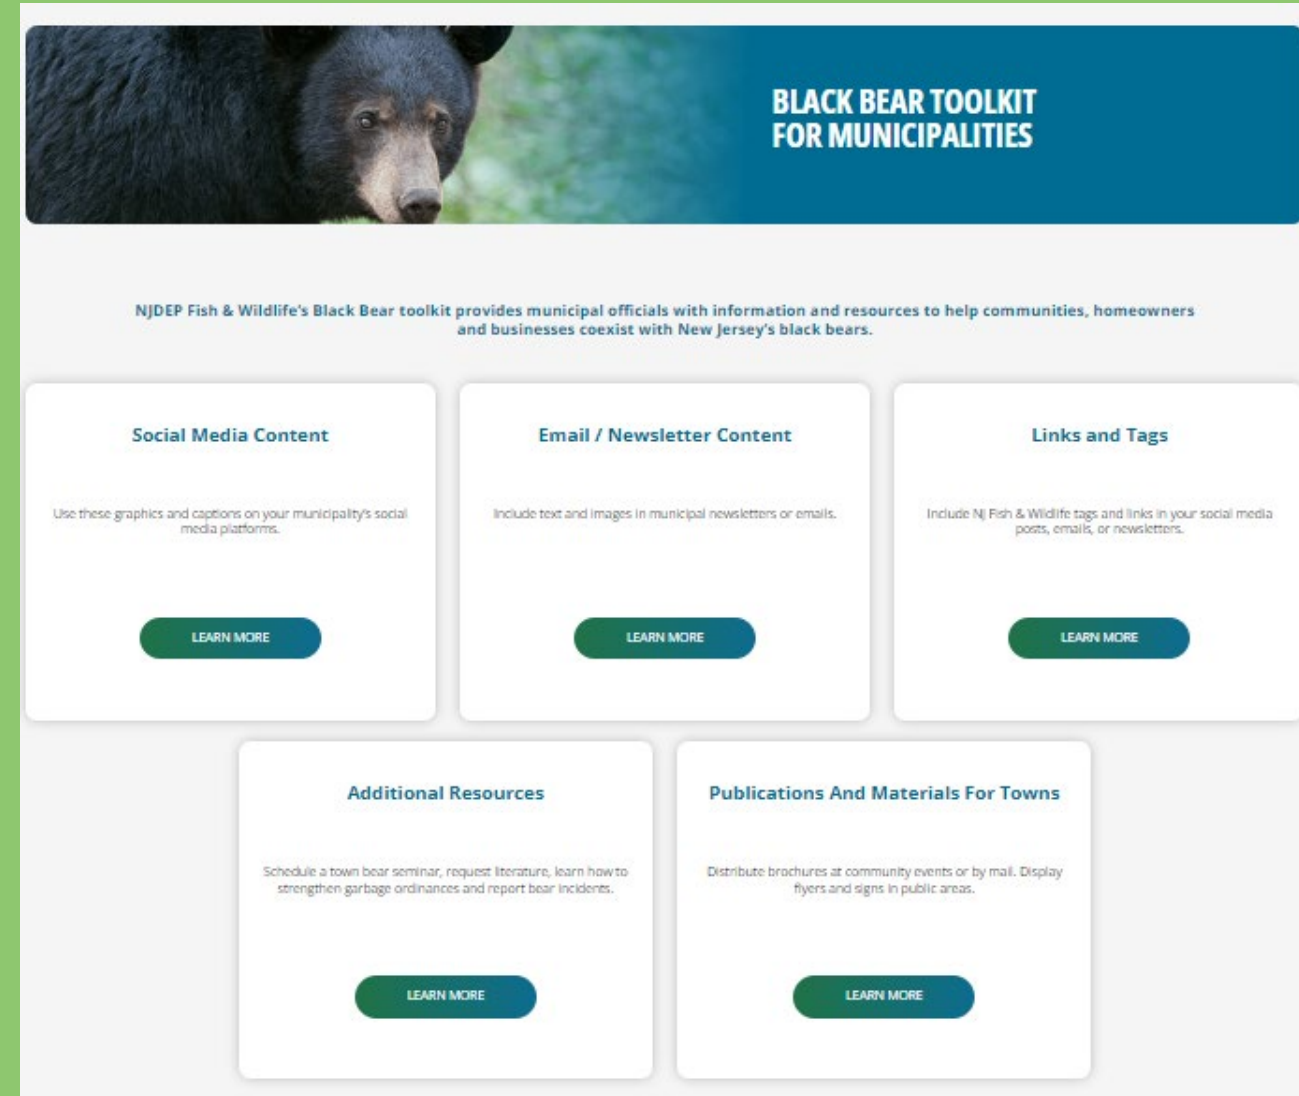 BLACK BEAR TOOLKIT
FOR MUNICIPALITIES
NJDEP Fish & Wildlife's Black Bear toolkit provides municipal officials with information and resources to help communities, homeowners
and businesses coexist with New Jersey's black bears.
Social Media Content
Use these graphics and captions on your municipality's social
media platforms.
LEARN MORE
Email / Newsletter Content
Include text and images in municipal newsletters or emails.
LEARN MORE
Links and Tags
Include NJ Fish & Wildlife tags and links in your social media
posts, emails, or newsletters.
LEARN MORE
Additional Resources
Schedule a town bear seminar, request literature, learn how to
strengthen garbage ordinances and report bear incidents.
LEARN MORE
Publications And Materials For Towns
Distribute brochures at community events or by mail. Display
flyers and signs in public areas.
LEARN MORE